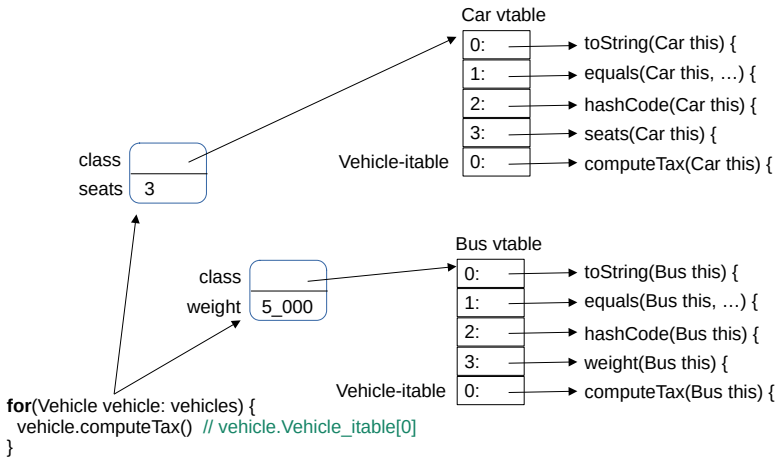 Car vtable
0: toString(Car this) {
1: equals(Car this, …) {
2: hashCode(Car this) {
3: seats(Car this) {
Vehicle-itable 0: computeTax(Car this) {
class
seats 3
Bus vtable
0: toString(Bus this) {
1: equals(Bus this, …) {
2: hashCode(Bus this) {
3: weight(Bus this) {
Vehicle-itable 0: computeTax(Bus this) {
class
weight 5_000
for(Vehicle vehicle: vehicles) {
vehicle.computeTax() // vehicle.Vehicle_itable[0]
}